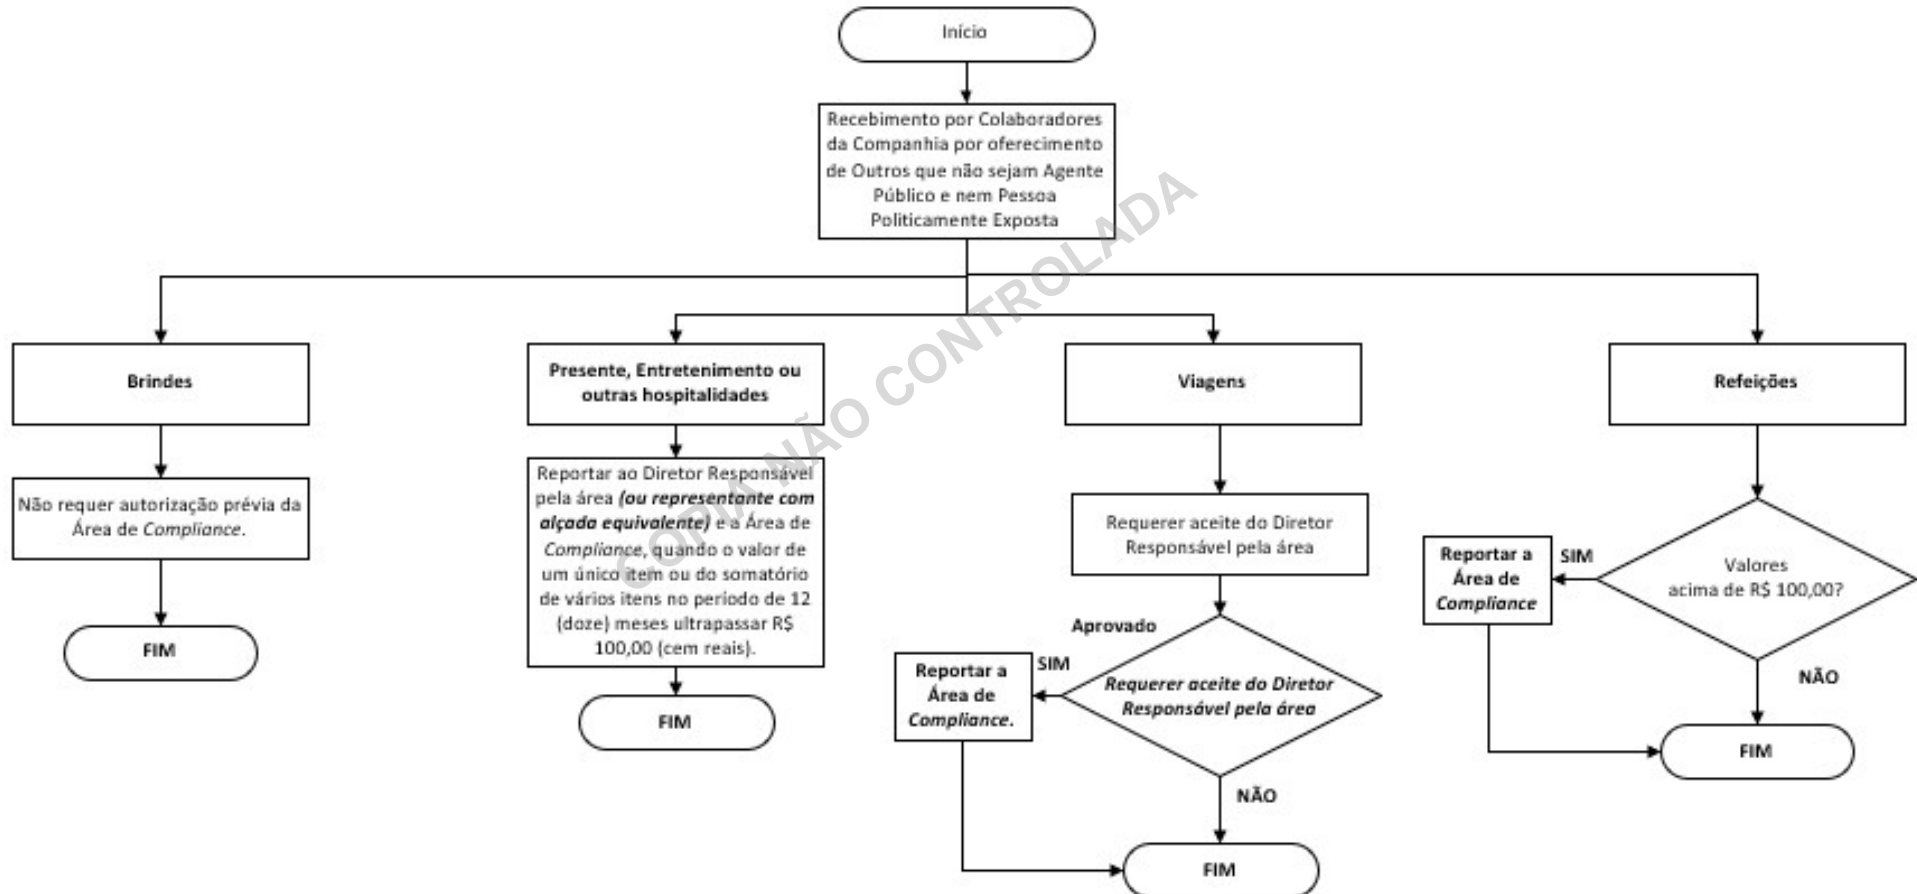 Início
Recebimento por Colaboradores
da Companhia por oferecimento
de Outros que não sejam Agente
Público e nem Pessoa
Politicamente Exposta
Brindes
Não requer autorização prévia da
Área de Compliance.
FIM
Presente, Entretenimento ou
outras hospitalidades
Reportar ao Diretor Responsável
pela área (ou representante com
alçada equivalente) e a Área de
Compliance, quando o valor de
um único item ou do somatório
de vários itens no período de 12
(doze) meses ultrapassar R$
100,00 (cem reais).
FIM
Viagens
Requerer aceite do Diretor
Responsável pela área
Aprovado
Requerer aceite do Diretor
Responsável pela área
SIM
Reportar a
Área de
Compliance.
NÃO
FIM
Refeições
Valores
acima de R$ 100,00?
SIM
Reportar a
Área de
Compliance
NÃO
FIM
COPIA NÃO CONTROLADA